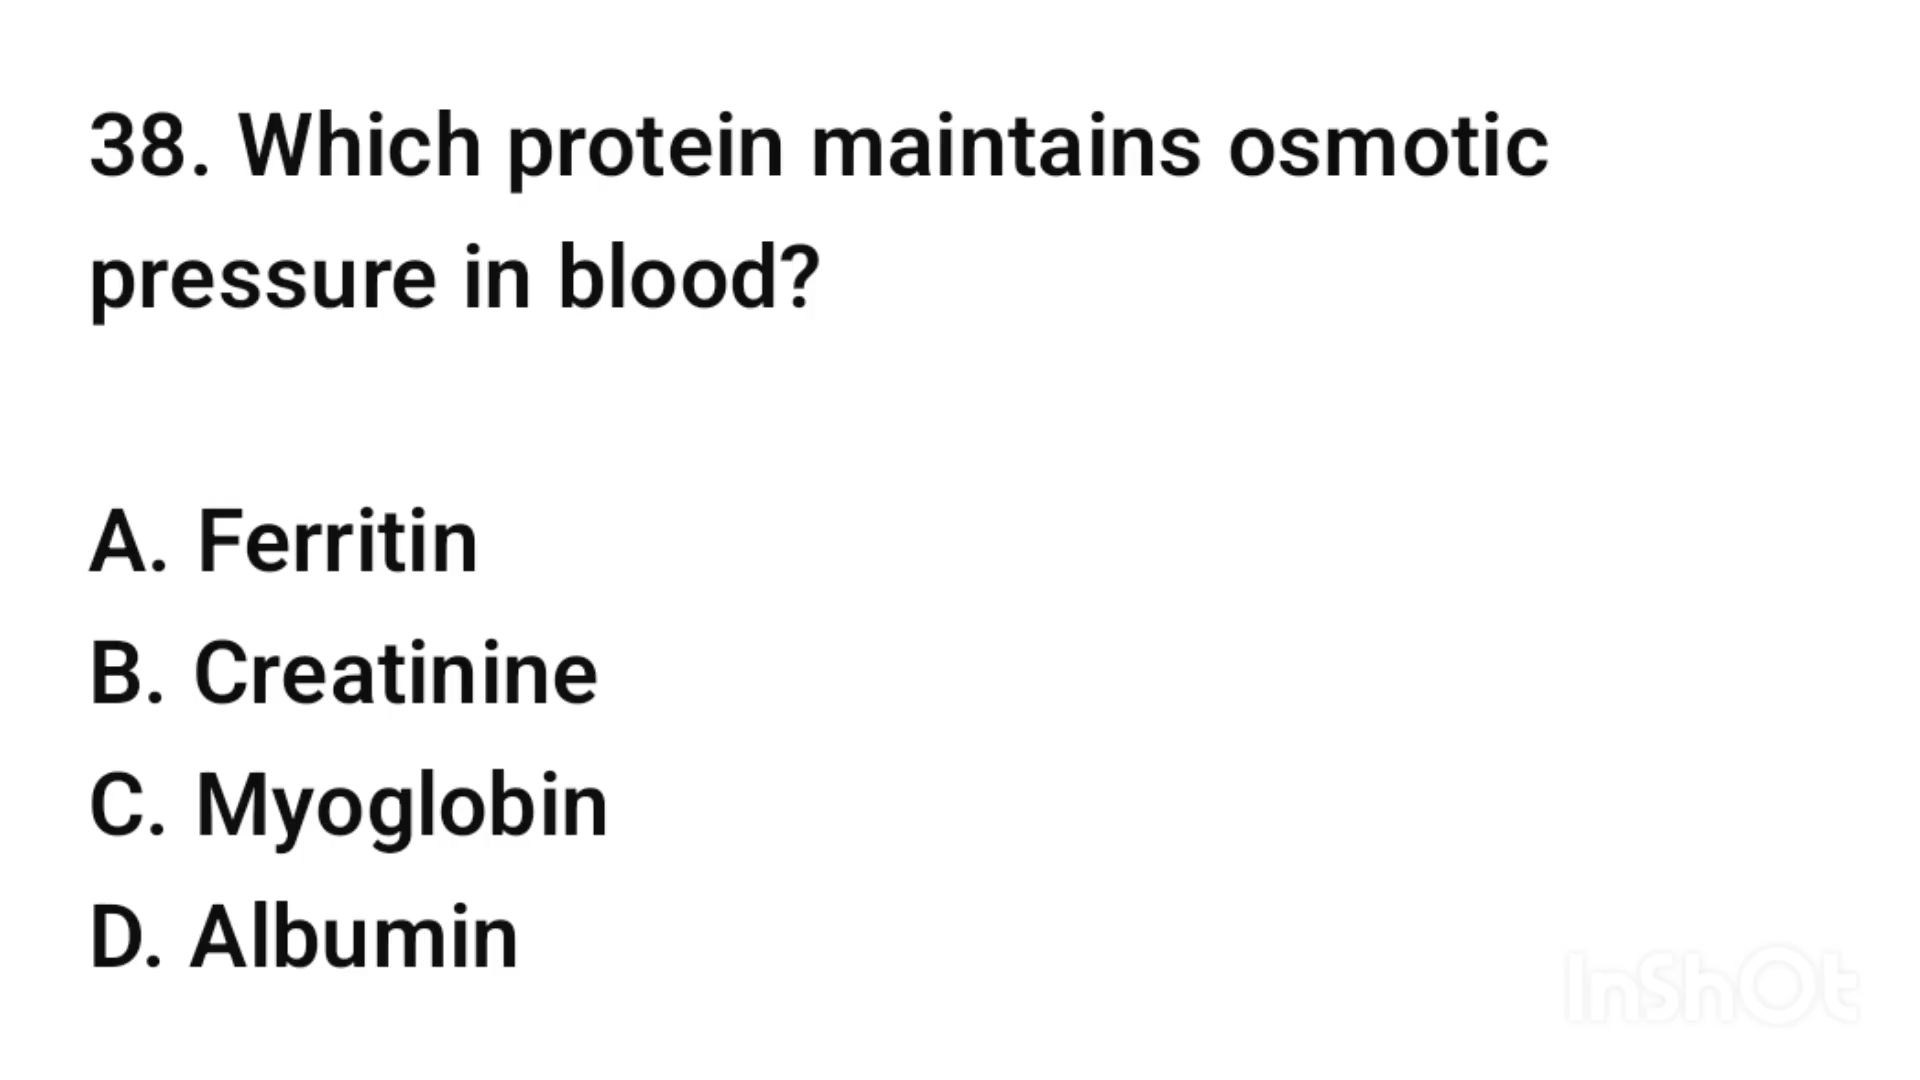 38. Which protein maintains osmotic
pressure in blood?
A. Ferritin
B. Creatinine
C. Myoglobin
D. Albumin
InShOt